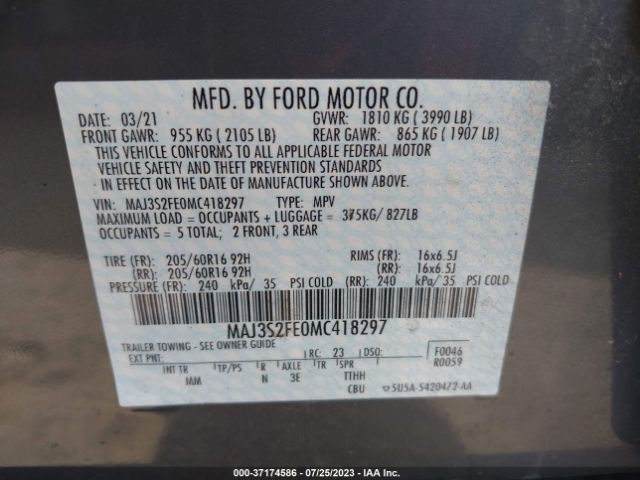 MFD. BY FORD MOTOR CO.
DATE: 03/21 GVWR: 1810 KG ( 3990 LB)
FRONT GAWR: 955 KG ( 2105 LB) REAR GAWR: 865 KG ( 1907 LB)
THIS VEHICLE CONFORMS TO ALL APPLICABLE FEDERAL MOTOR
VEHICLE SAFETY AND THEFT PREVENTION STANDARDS
IN EFFECT ON THE DATE OF MANUFACTURE SHOWN ABOVE.
VIN: MAJ3S2FE0MC418297 TYPE: MPV
MAXIMUM LOAD = OCCUPANTS + LUGGAGE = 375KG/ 827LB
OCCUPANTS = 5 TOTAL; 2 FRONT, 3 REAR
TIRE (FR): 205/60R16 92H RIMS (FR): 16x6.5J
(RR): 205/60R16 92H (RR): 16x6.5J
PRESSURE (FR): 240 kPa/ 35 PSI COLD (RR): 240 kPa/ 35 PSI COLD
MAJ3S2FE0MC418297
TRAILER TOWING - SEE OWNER GUIDE
EXT PNT: RC: 23 DSO: F0046
R0059
INT TR TP/PS R AXLE TR SPR
MM N 3E TTHH
CBU 5U5A-5420472-AA
000-37174586 - 07/25/2023 - IAA Inc.